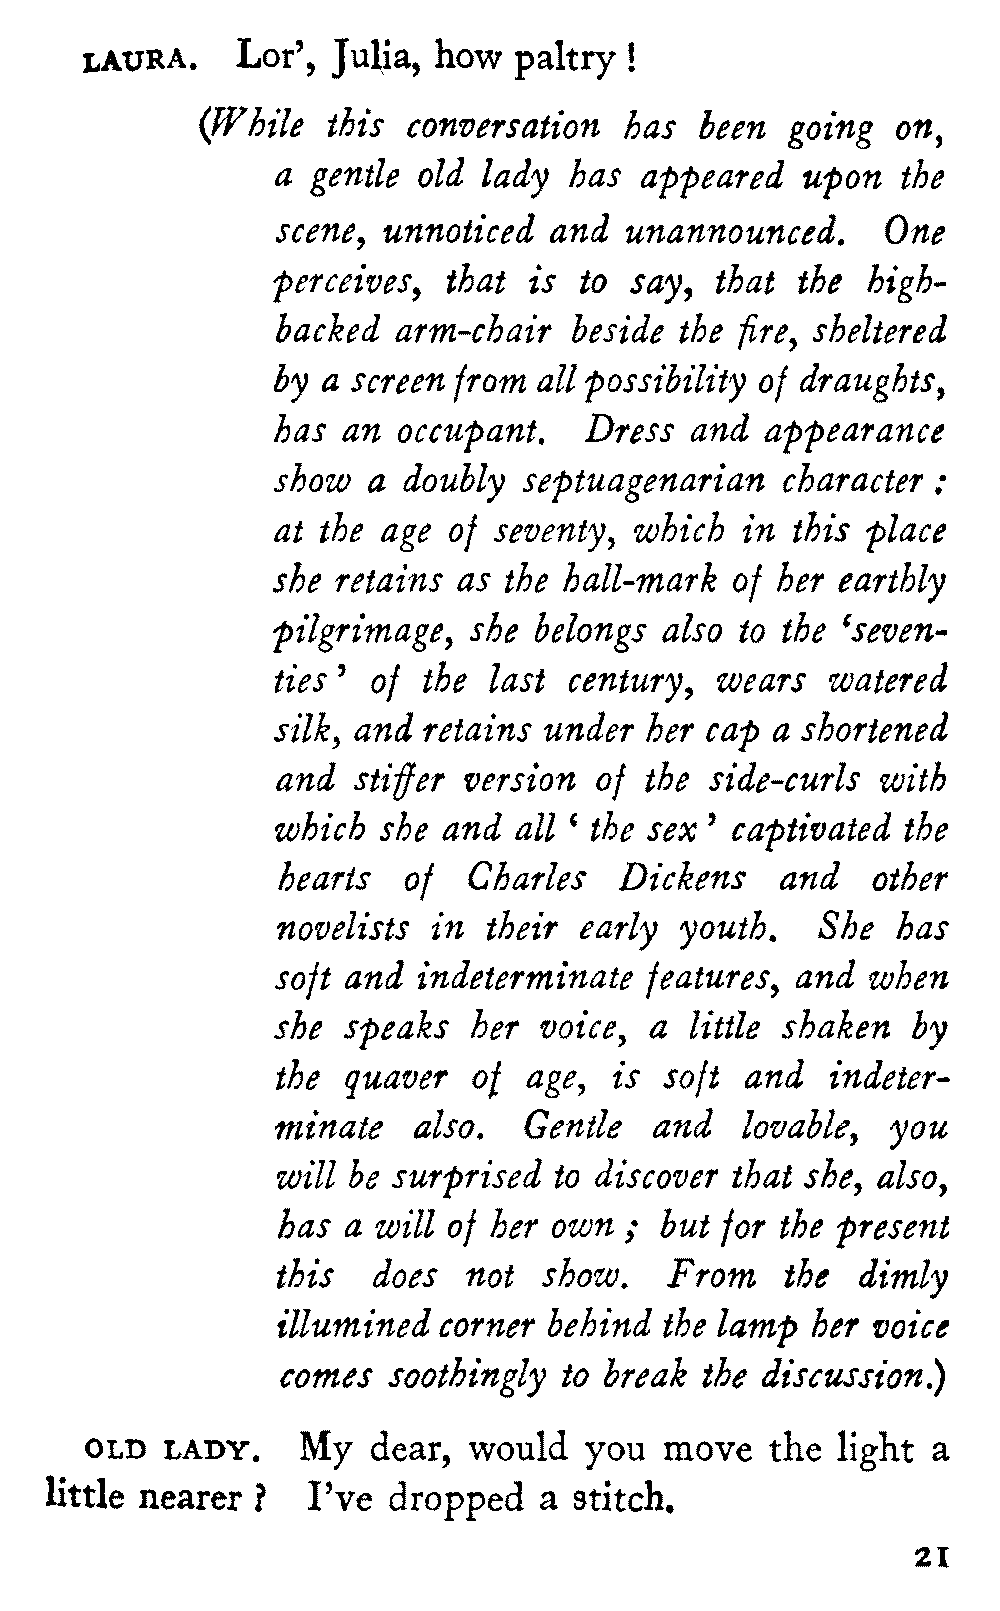 LAURA. Lor', Julia, how paltry !
(While this conversation has been going on,
a gentle old lady has appeared upon the
scene, unnoticed and unannounced. One
perceives, that is to say, that the high-
backed arm-chair beside the fire, sheltered
by a screen from all possibility of draughts,
has an occupant. Dress and appearance
show a doubly septuagenarian character :
at the age of seventy, which in this place
she retains as the hall-mark of her earthly
pilgrimage, she belongs also to the 'seven-
ties' of the last century, wears watered
silk, and retains under her cap a shortened
and stiffer version of the side-curls with
which she and all ' the sex ' captivated the
hearts of Charles Dickens and other
novelists in their early youth. She has
soft and indeterminate features, and when
she speaks her voice, a little shaken by
the quaver of age, is soft and indeter-
minate also. Gentle and lovable, you
will be surprised to discover that she, also,
has a will of her own ; but for the present
this does not show. From the dimly
illumined corner behind the lamp her voice
comes soothingly to break the discussion.)
OLD LADY. My dear, would you move the light a
little nearer ? I've dropped a stitch.
21